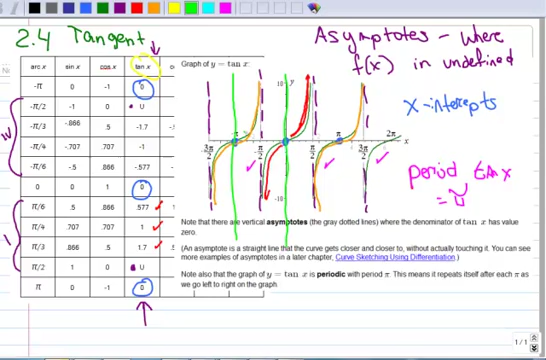 2.4 Tangent
Asymptotes - where
f(x) in undefined
x-intercepts
period tan x
= π
arc x sin x cos x tan x
-π 0 -1 0
-π/2 -1 0 U
-π/3 -.866 .5 -1.7
-π/4 -.707 .707 -1
-π/6 -.5 .866 -.577
0 0 1 0
π/6 .5 .866 .577
π/4 .707 .707 1
π/3 .866 .5 1.7
π/2 1 0 U
π 0 -1 0
Graph of y = tan x:
10
y
-10
x
2π
Note that there are vertical asymptotes (the gray dotted lines) where the denominator of tan x has value
zero.
(An asymptote is a straight line that the curve gets closer and closer to, without actually touching it. You can see
more examples of asymptotes in a later chapter, Curve Sketching Using Differentiation.)
Note also that the graph of y = tan x is periodic with period π. This means it repeats itself after each π as
we go left to right on the graph
1 / 1